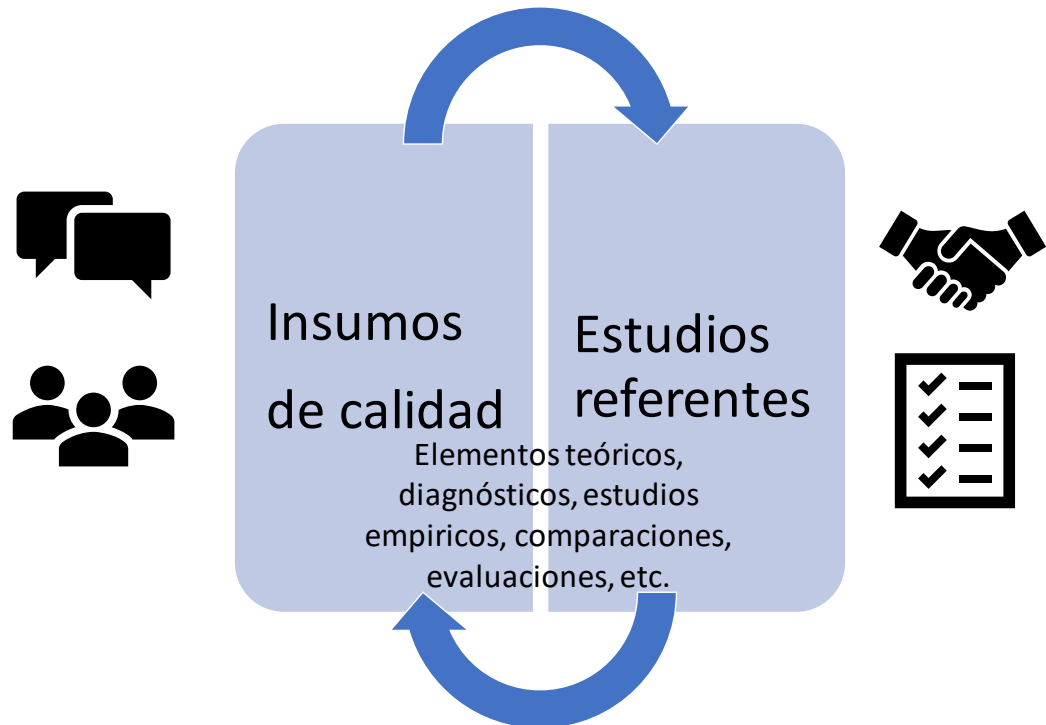 Insumos
de calidad
Estudios
referentes
Elementos teóricos,
diagnósticos, estudios
empiricos, comparaciones,
evaluaciones, etc.